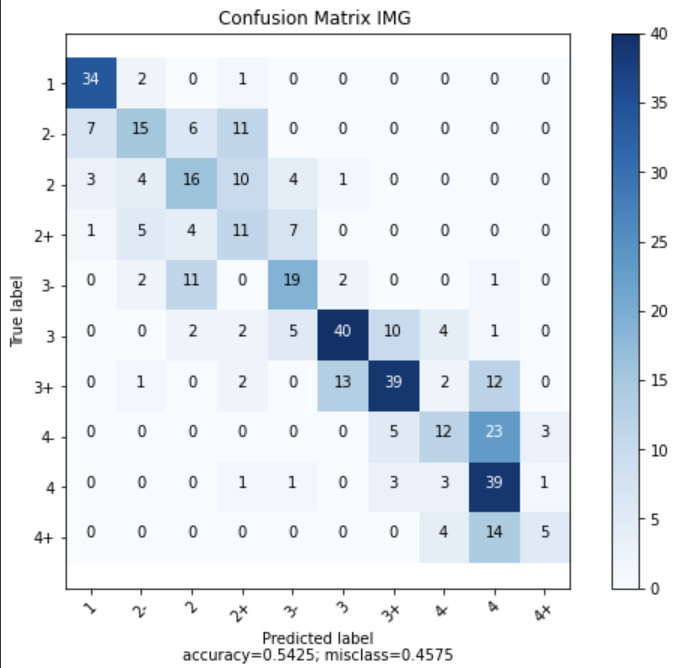 Confusion Matrix IMG
True label
1 34 2 0 1 0 0 0 0 0 0
2- 7 15 6 11 0 0 0 0 0 0
2 3 4 16 10 4 1 0 0 0 0
2+ 1 5 4 11 7 0 0 0 0 0
3- 0 2 11 0 19 2 0 0 1 0
3 0 0 2 2 5 40 10 4 1 0
3+ 0 1 0 2 0 13 39 2 12 0
4- 0 0 0 0 0 0 5 12 23 3
4 0 0 0 1 1 0 3 3 39 1
4+ 0 0 0 0 0 0 0 4 14 5
1 2- 2 2+ 3- 3 3+ 4- 4 4+
Predicted label
accuracy=0.5425; misclass=0.4575
40
35
30
25
20
15
10
5
0